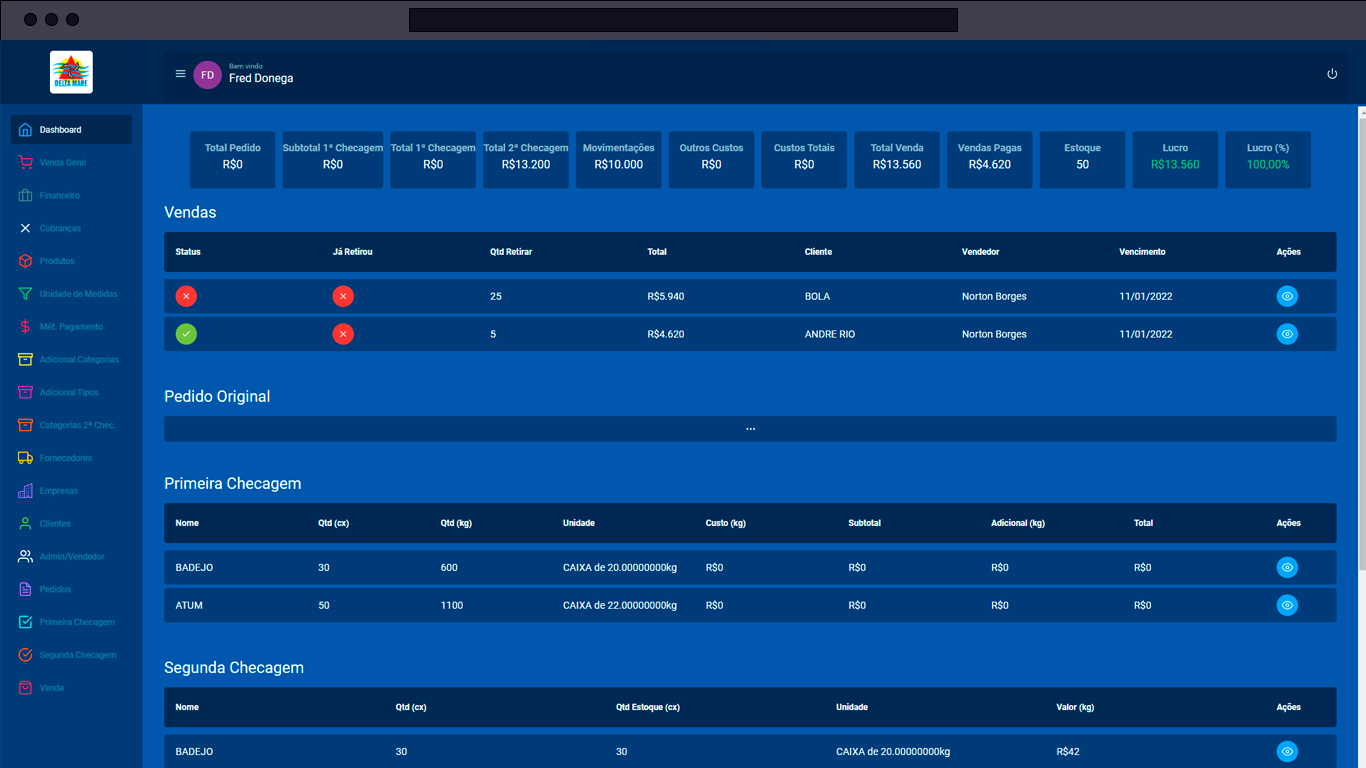 DELTA MARE
FD
Bem vindo
Fred Donega
Dashboard
Venda Geral
Financeiro
Cobranças
Produtos
Unidade de Medidas
Mét. Pagamento
Adicional Categorias
Adicional Tipos
Categorias 2ª Chec.
Fornecedores
Empresas
Clientes
Admin/Vendedor
Pedidos
Primeira Checagem
Segunda Checagem
Venda
Total Pedido Subtotal 1ª Checagem Total 1ª Checagem Total 2ª Checagem Movimentações Outros Custos Custos Totais Total Venda Vendas Pagas Estoque Lucro Lucro (%)
R$0 R$0 R$0 R$13.200 R$10.000 R$0 R$0 R$13.560 R$4.620 50 R$13.560 100,00%
Vendas
Status Já Retirou Qtd Retirar Total Cliente Vendedor Vencimento Ações
25 R$5.940 BOLA Norton Borges 11/01/2022
5 R$4.620 ANDRE RIO Norton Borges 11/01/2022
Pedido Original
...
Primeira Checagem
Nome Qtd (cx) Qtd (kg) Unidade Custo (kg) Subtotal Adicional (kg) Total Ações
BADEJO 30 600 CAIXA de 20.00000000kg R$0 R$0 R$0 R$0
ATUM 50 1100 CAIXA de 22.00000000kg R$0 R$0 R$0 R$0
Segunda Checagem
Nome Qtd (cx) Qtd Estoque (cx) Unidade Valor (kg) Ações
BADEJO 30 30 CAIXA de 20.00000000kg R$42